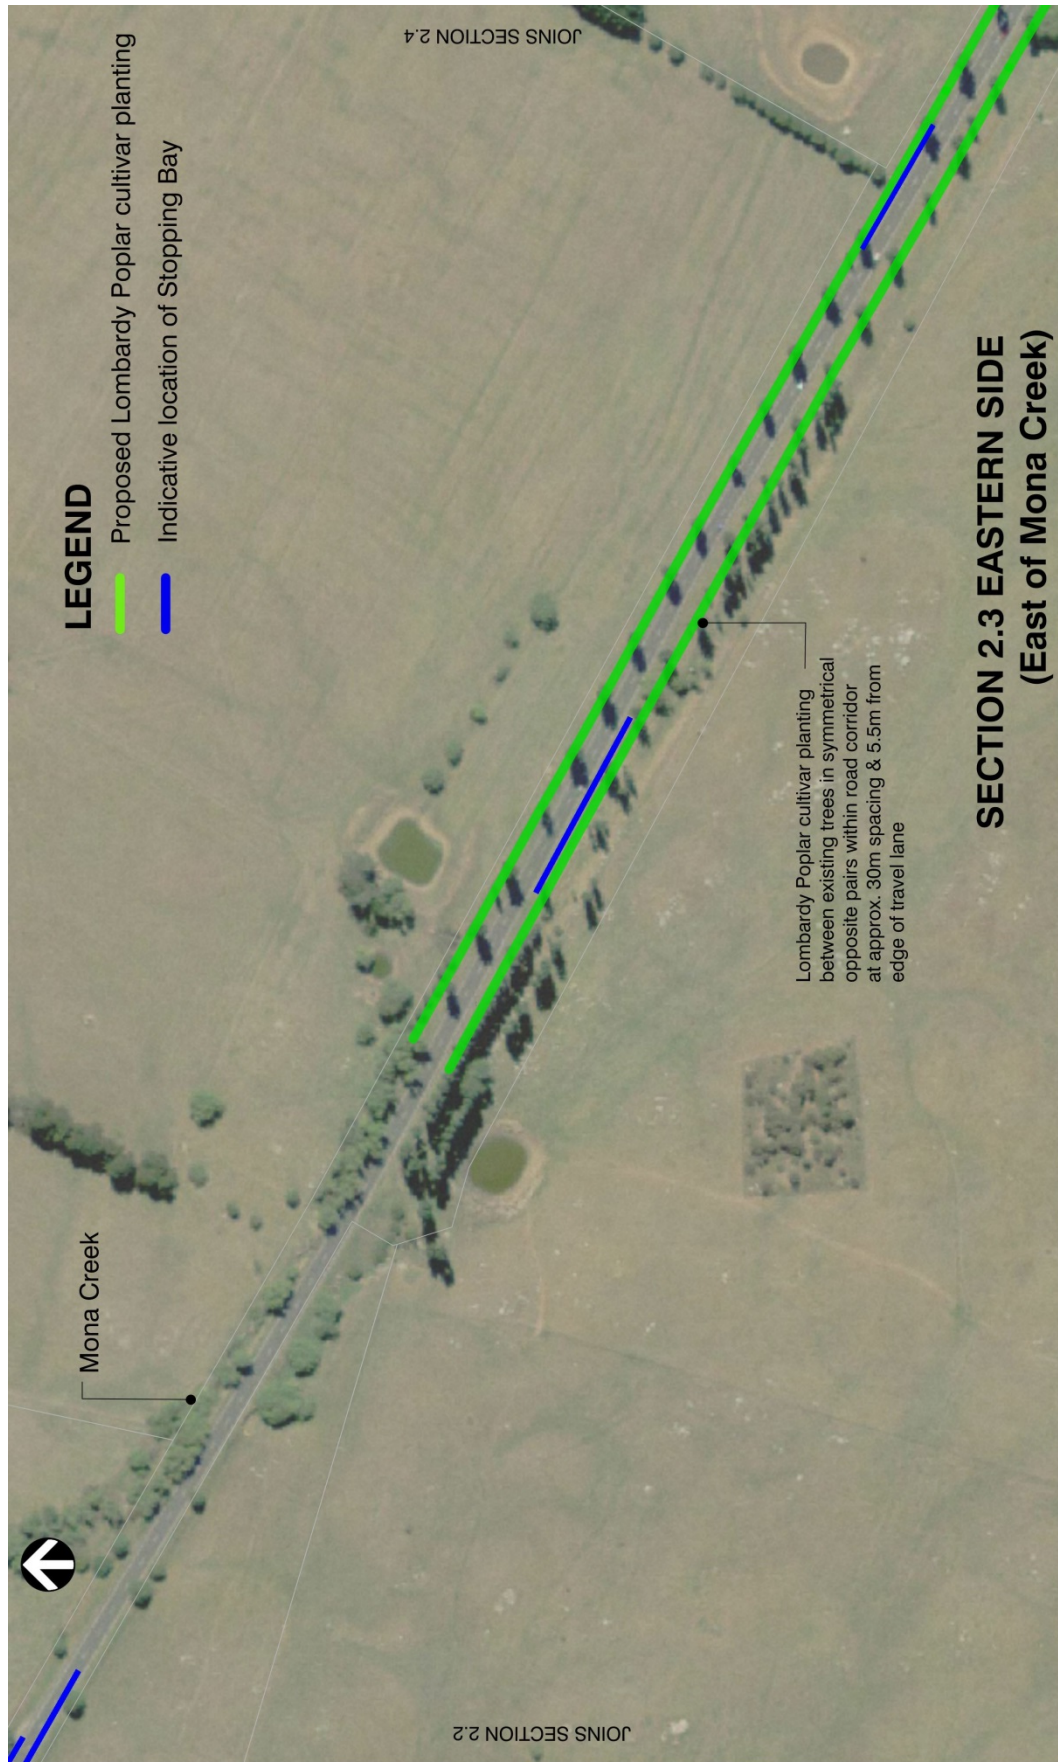 LEGEND
Proposed Lombardy Poplar cultivar planting
Indicative location of Stopping Bay
Mona Creek
JOINS SECTION 2.2
JOINS SECTION 2.4
Lombardy Poplar cultivar planting
between existing trees in symmetrical
opposite pairs within road corridor
at approx. 30m spacing & 5.5m from
edge of travel lane
SECTION 2.3 EASTERN SIDE
(East of Mona Creek)